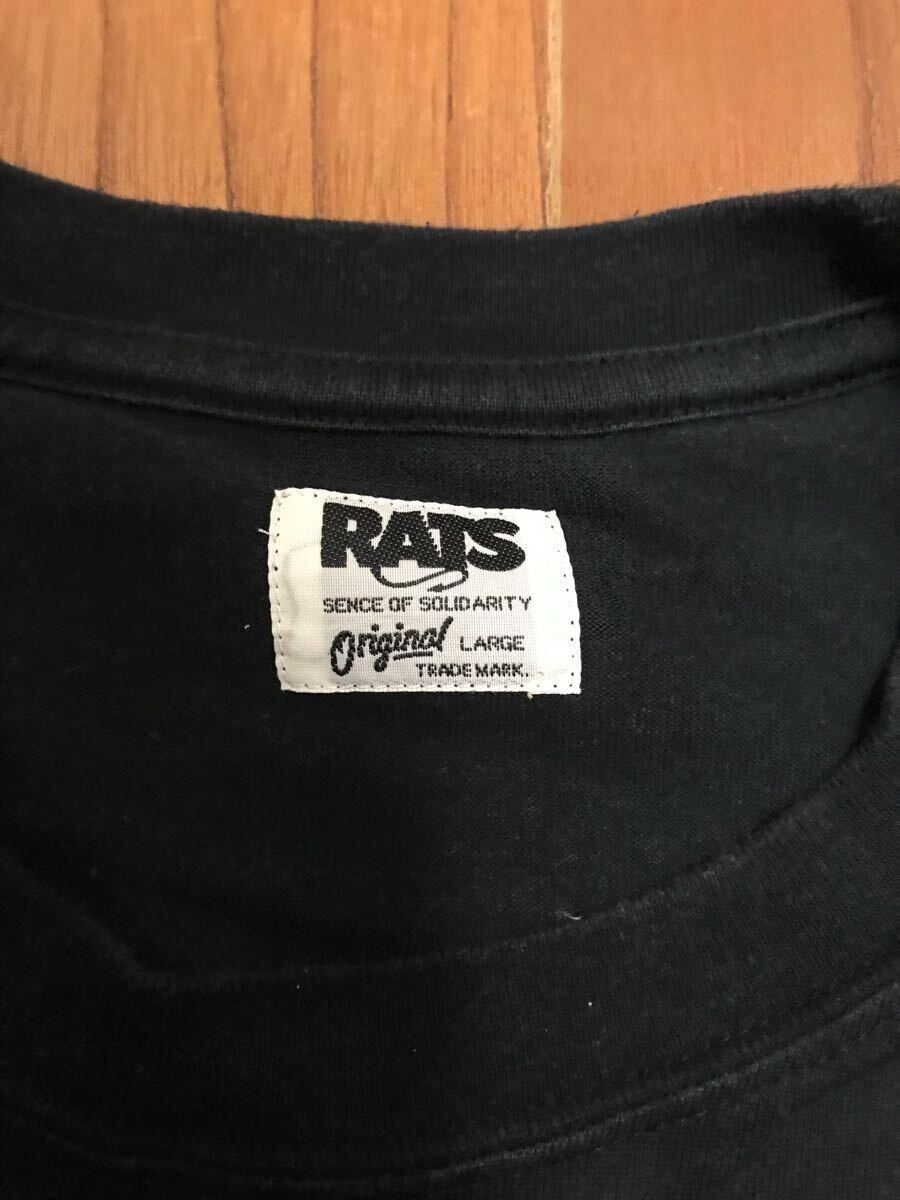 RATS
SENCE OF SOLIDARITY
Original LARGE
TRADE MARK..